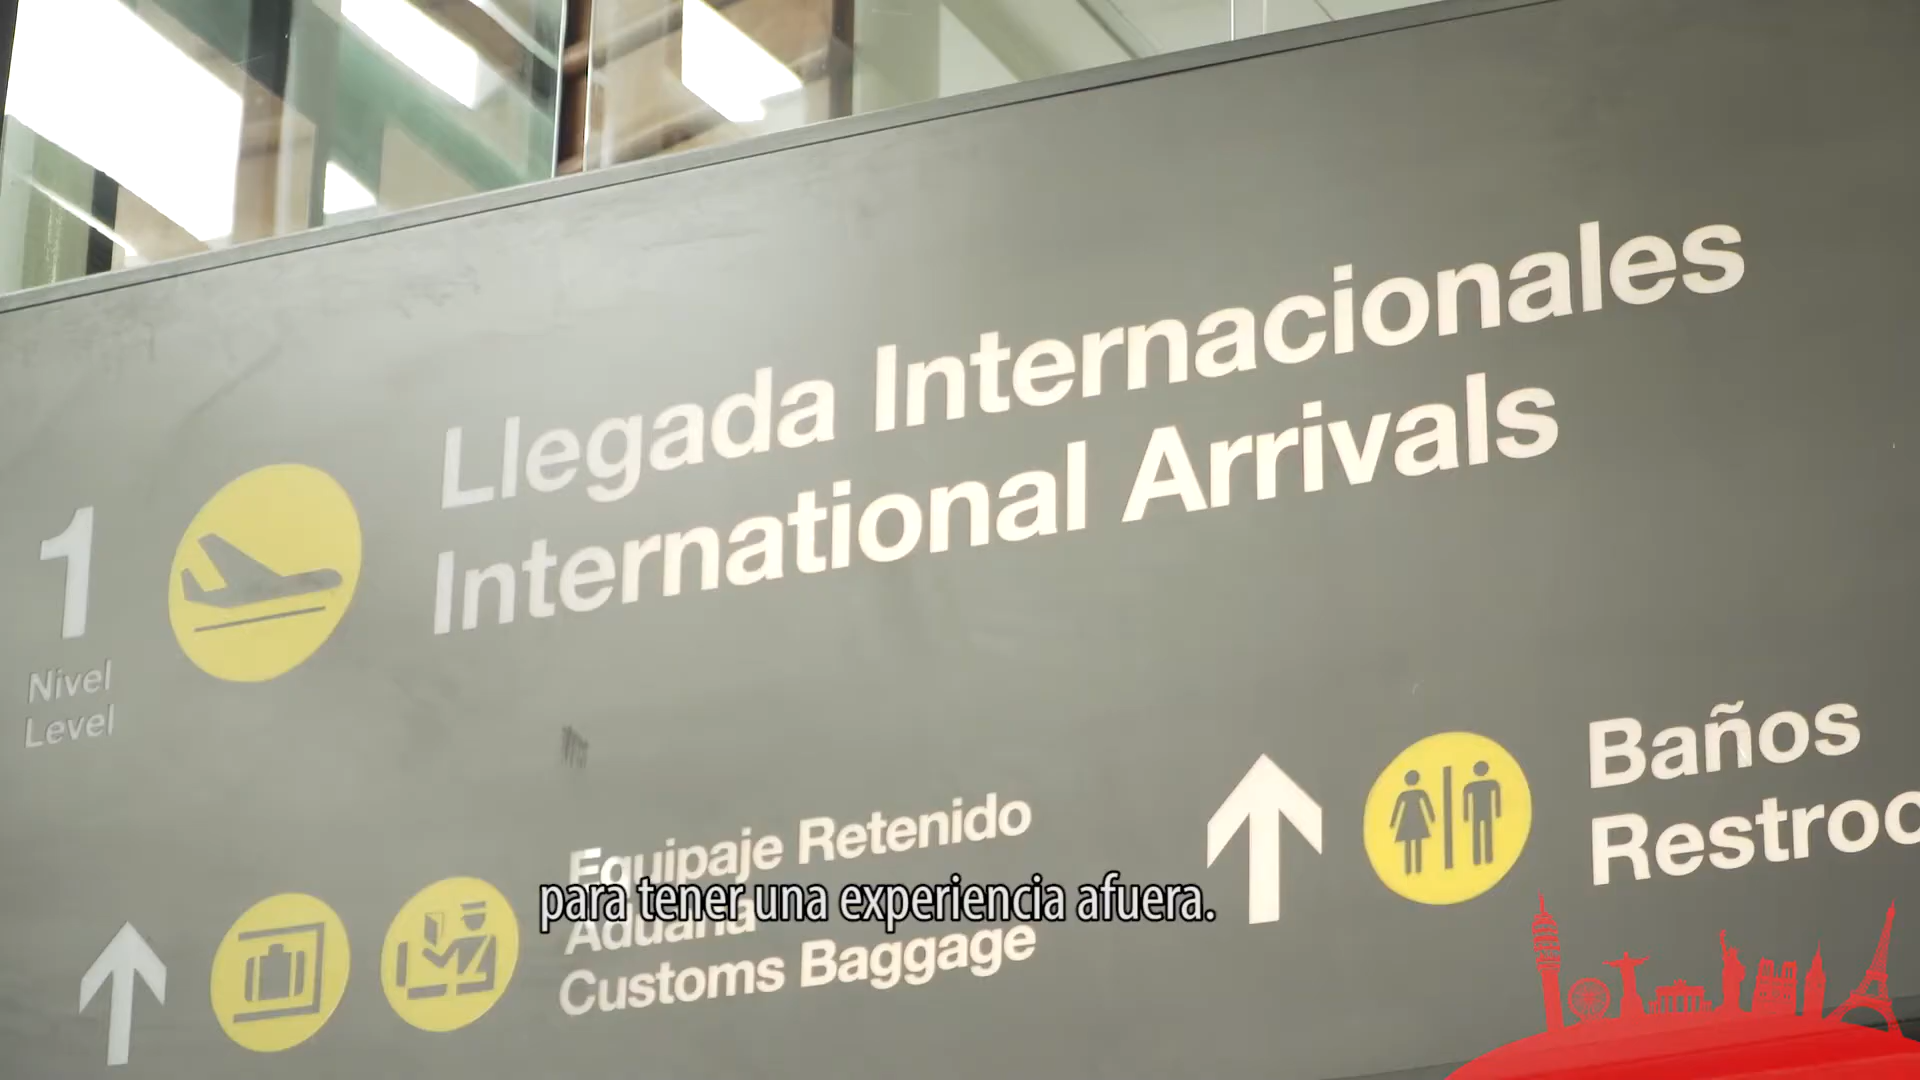 Llegada Internacionales
International Arrivals
1
Nivel
Level
Baños
Restroo
Equipaje Retenido
Aduana
Customs Baggage
para tener una experiencia afuera.